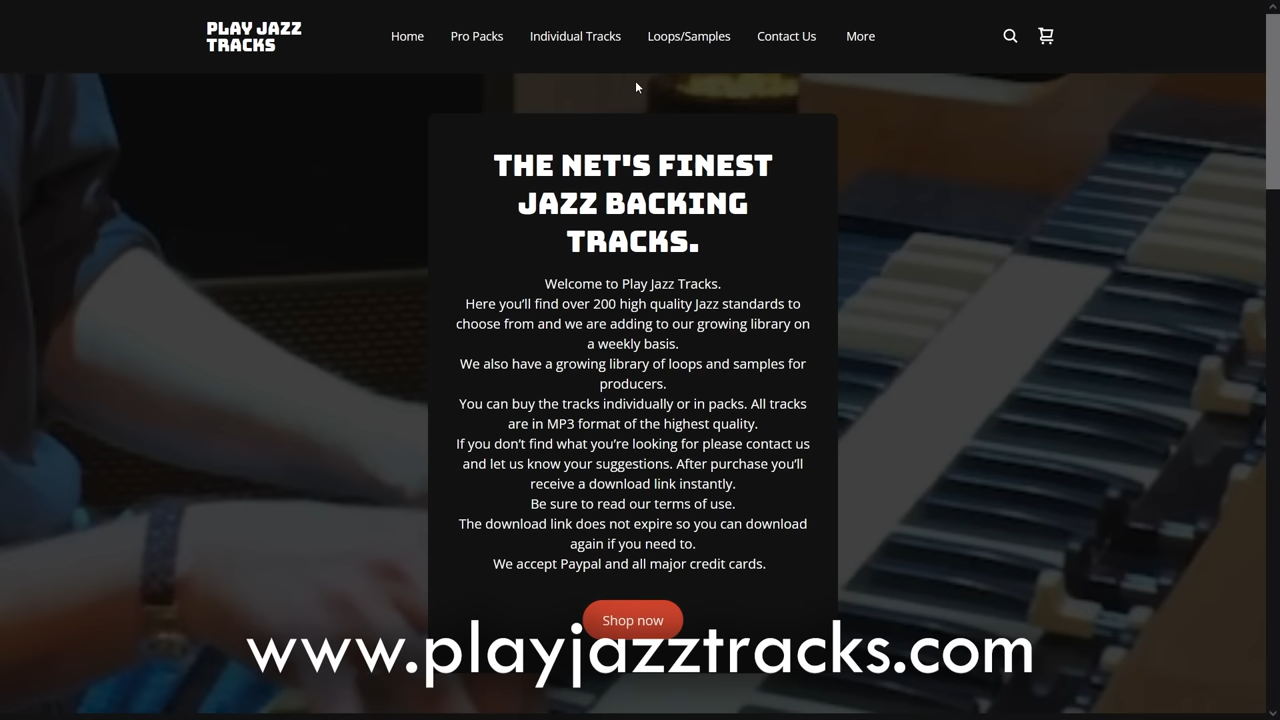 PLAY JAZZ
TRACKS
Home
Pro Packs
Individual Tracks
Loops/Samples
Contact Us
More
THE NET'S FINEST
JAZZ BACKING
TRACKS.
Welcome to Play Jazz Tracks.
Here you’ll find over 200 high quality Jazz standards to
choose from and we are adding to our growing library on
a weekly basis.
We also have a growing library of loops and samples for
producers.
You can buy the tracks individually or in packs. All tracks
are in MP3 format of the highest quality.
If you don’t find what you’re looking for please contact us
and let us know your suggestions. After purchase you’ll
receive a download link instantly.
Be sure to read our terms of use.
The download link does not expire so you can download
again if you need to.
We accept Paypal and all major credit cards.
Shop now
www.playjazztracks.com